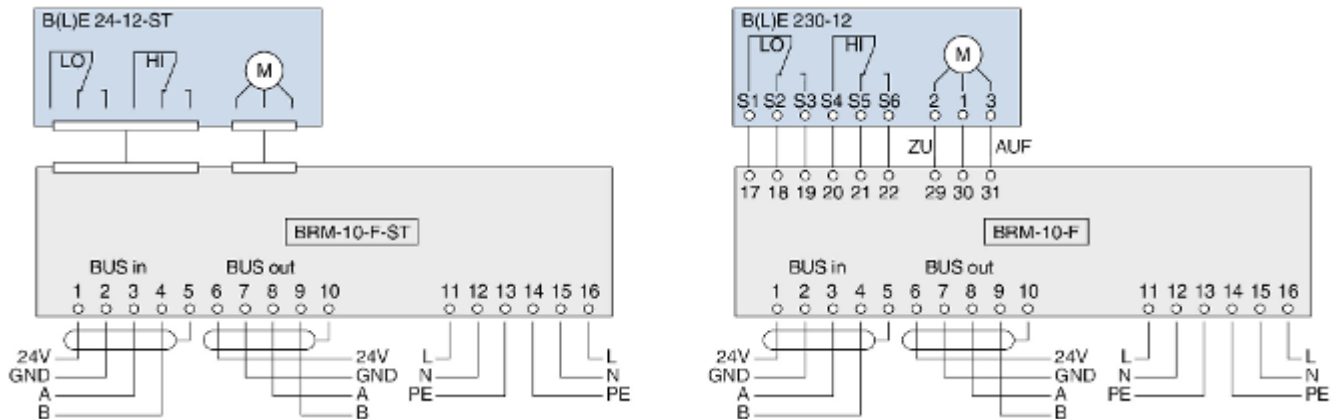 B(L)E 24-12-ST
LO HI M
BRM-10-F-ST
BUS in BUS out
1 2 3 4 5 6 7 8 9 10 11 12 13 14 15 16
24V 24V L L
GND GND N N
A A PE PE
B B
B(L)E 230-12
LO HI M
S1 S2 S3 S4 S5 S6 2 1 3
ZU AUF
17 18 19 20 21 22 29 30 31
BRM-10-F
BUS in BUS out
1 2 3 4 5 6 7 8 9 10 11 12 13 14 15 16
24V 24V L L
GND GND N N
A A PE PE
B B